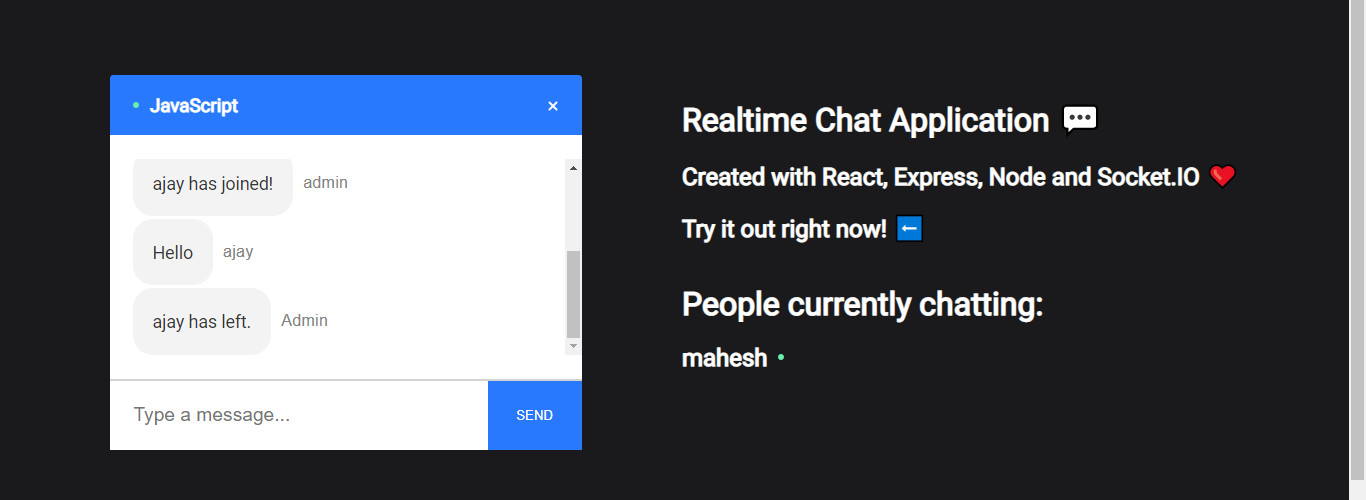 JavaScript
ajay has joined! admin
Hello ajay
ajay has left. Admin
Type a message...
SEND
Realtime Chat Application 💬
Created with React, Express, Node and Socket.IO ❤️
Try it out right now! ⬅️
People currently chatting:
mahesh